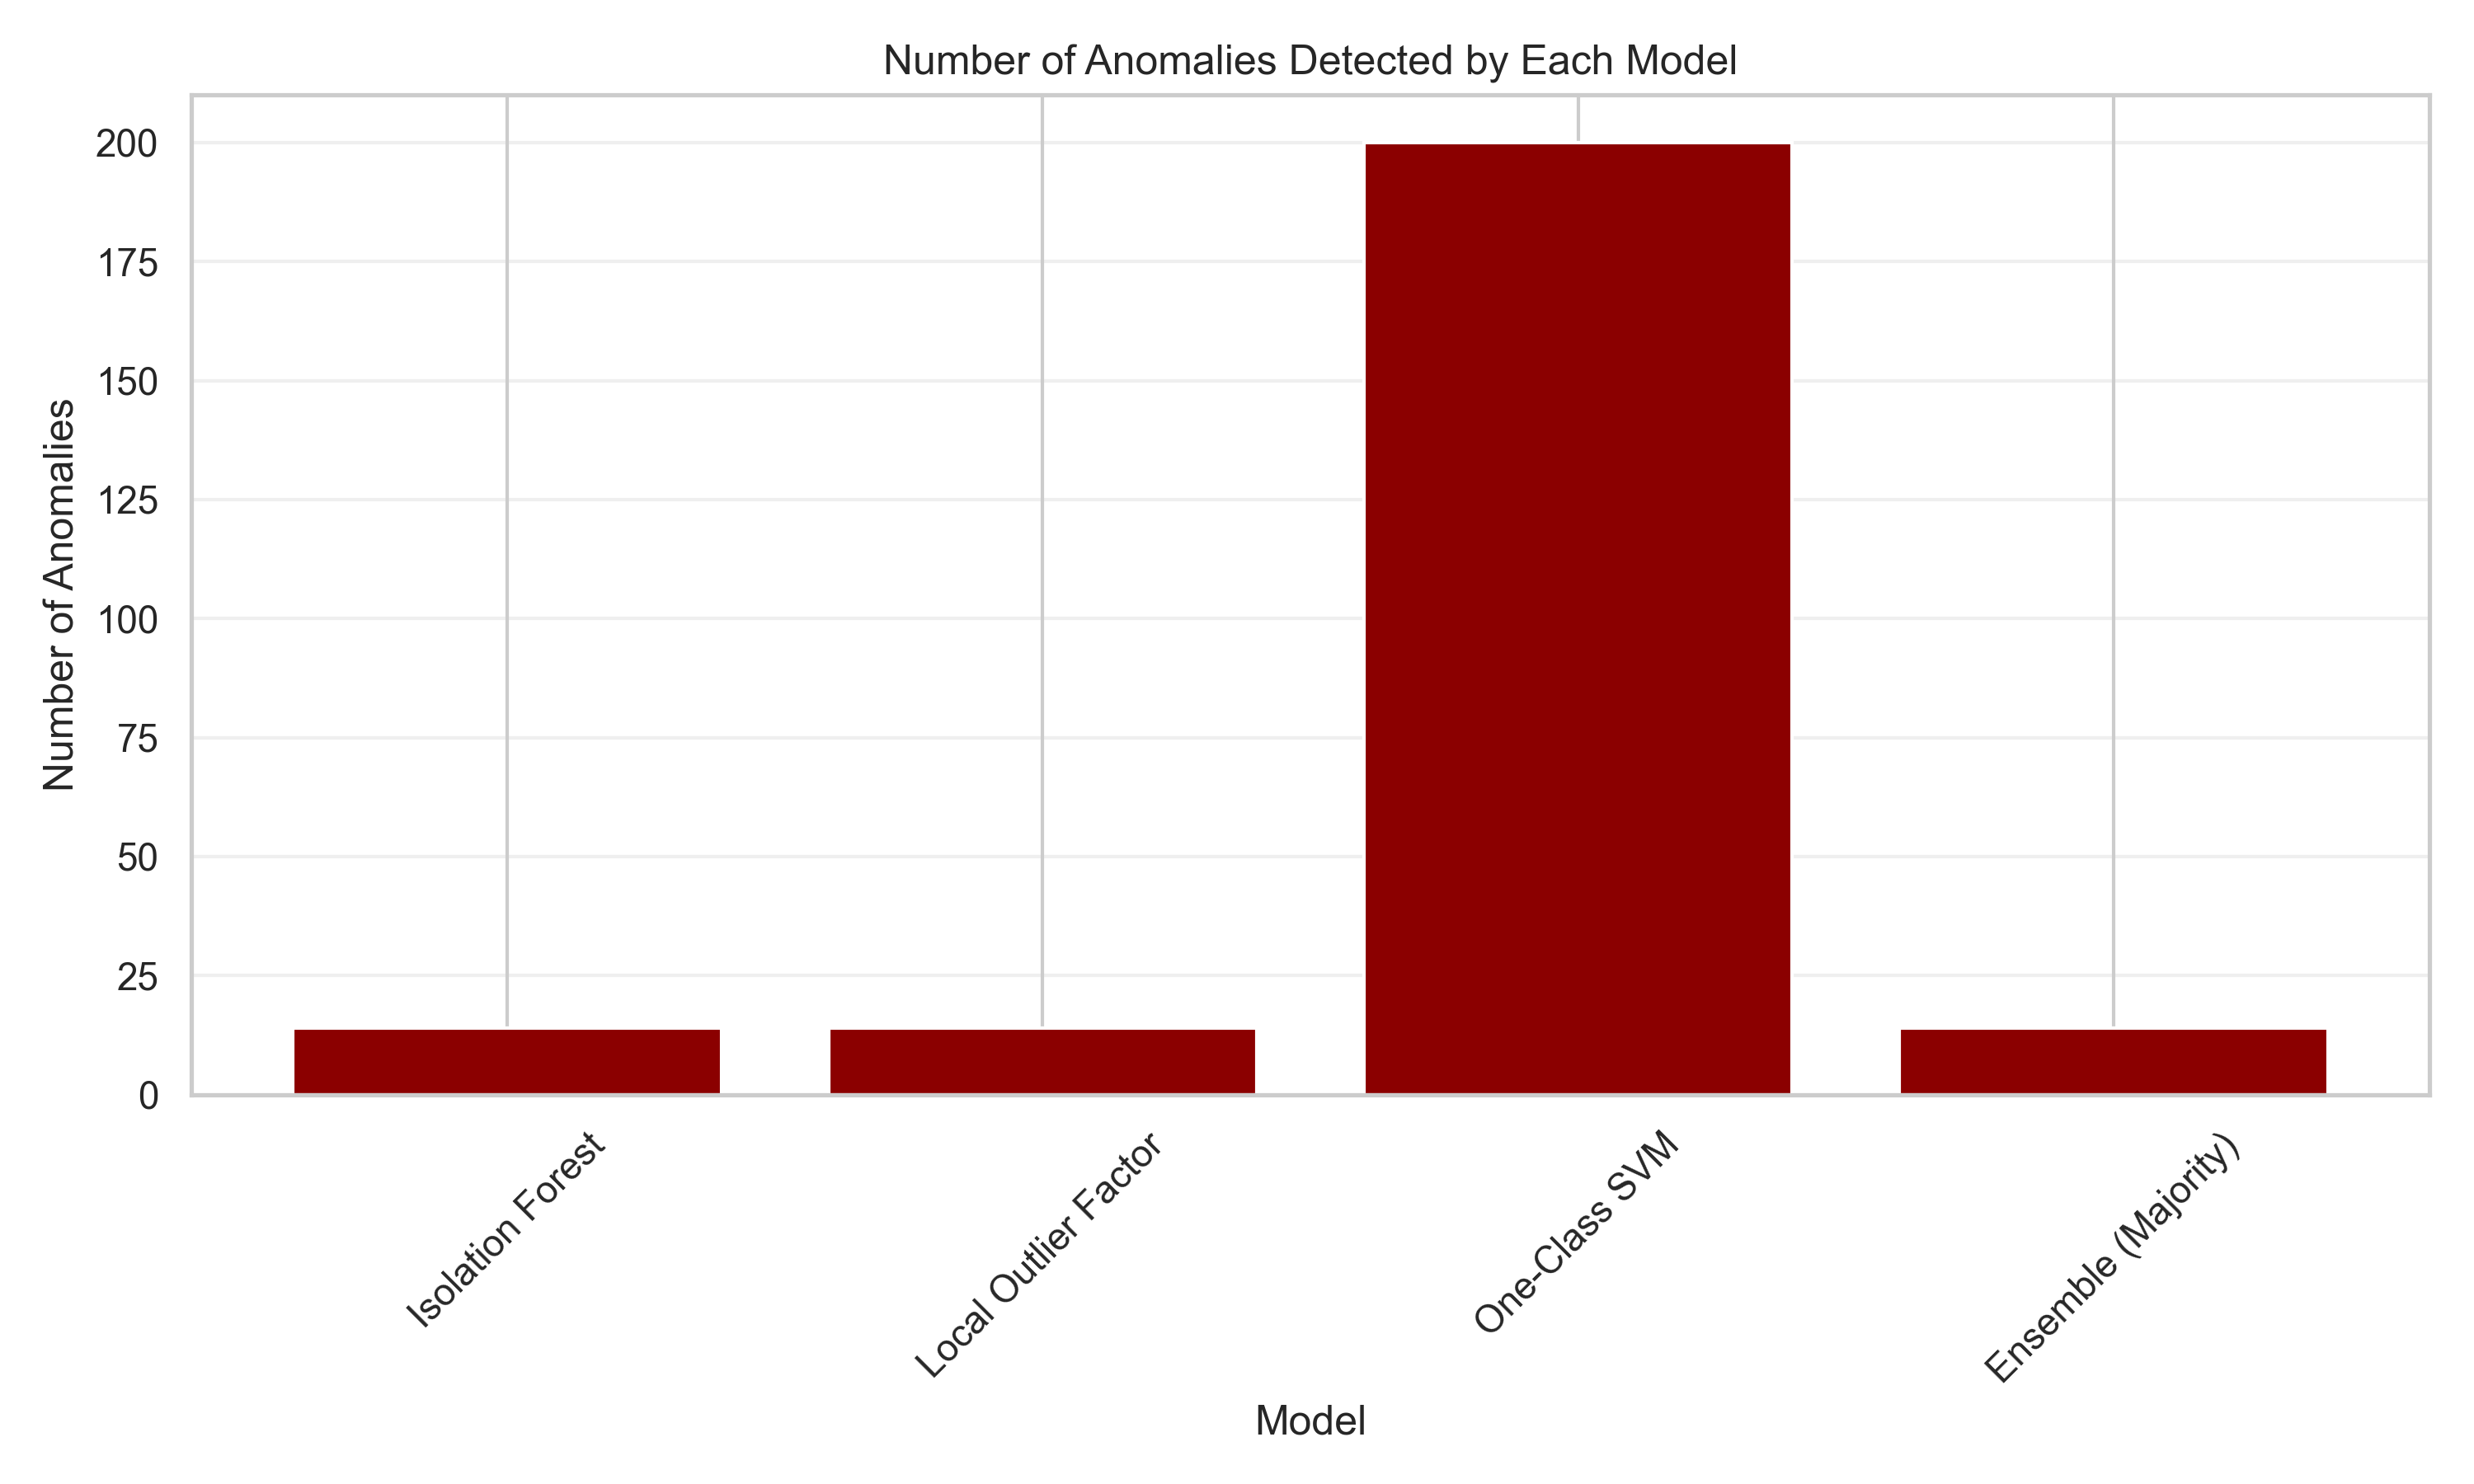 Number of Anomalies Detected by Each Model
Number of Anomalies
200
175
150
125
100
75
50
25
0
Isolation Forest
Local Outlier Factor
One-Class SVM
Ensemble (Majority)
Model